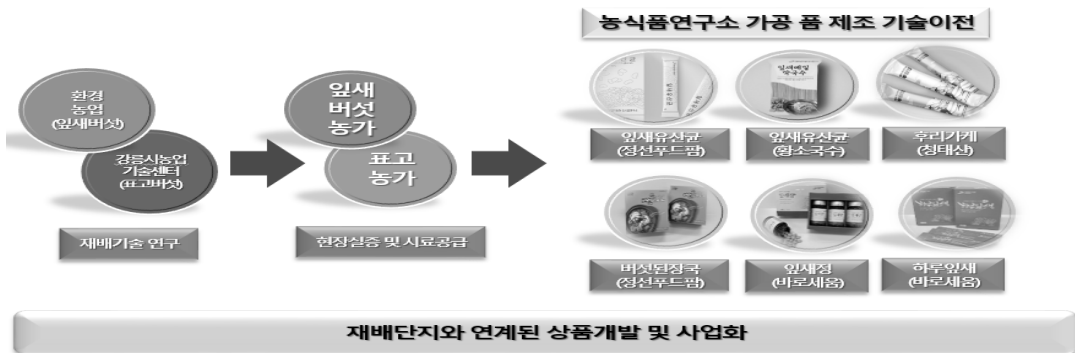 농식품연구소 가공 품 제조 기술이전
환경
농업
(잎새버섯)
강릉시농업
기술센터
(표고버섯)
재배기술 연구
잎새
버섯
농가
표고
농가
현장실증 및 시료공급
잎새유산균
(정선푸드팜)
잎새유산균
(황소국수)
후리가케
(청태산)
버섯된장국
(정선푸드팜)
잎새정
(바로세움)
하루잎새
(바로세움)
재배단지와 연계된 상품개발 및 사업화